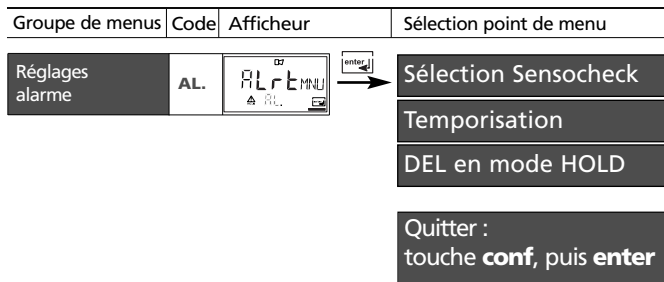 Groupe de menus Code Afficheur Sélection point de menu
Réglages
alarme
AL.
ALrt MNU
AL.
enter
Sélection Sensocheck
Temporisation
DEL en mode HOLD
Quitter :
touche conf, puis enter